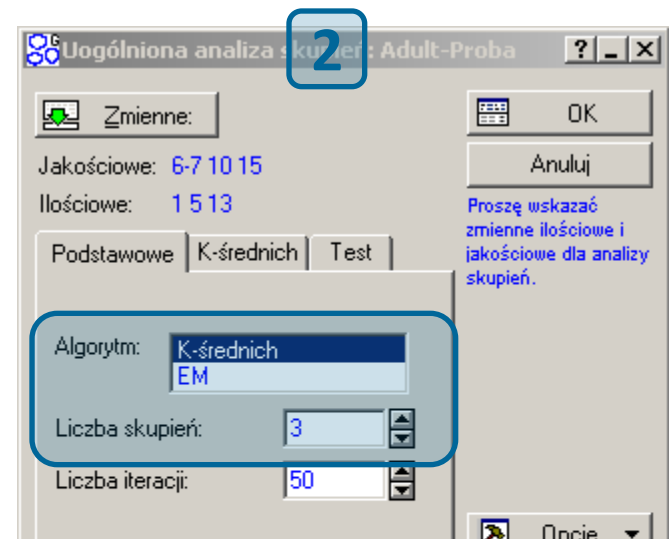 2
Uogólniona analiza skupień: Adult-Proba
Zmienne:
OK
Jakościowe: 6-7 10 15
Anuluj
Ilościowe: 1 5 13
Proszę wskazać
zmienne ilościowe i
jakościowe dla analizy
skupień.
Podstawowe K-średnich Test
Algorytm: K-średnich
EM
Liczba skupień: 3
Liczba iteracji: 50
Opcje